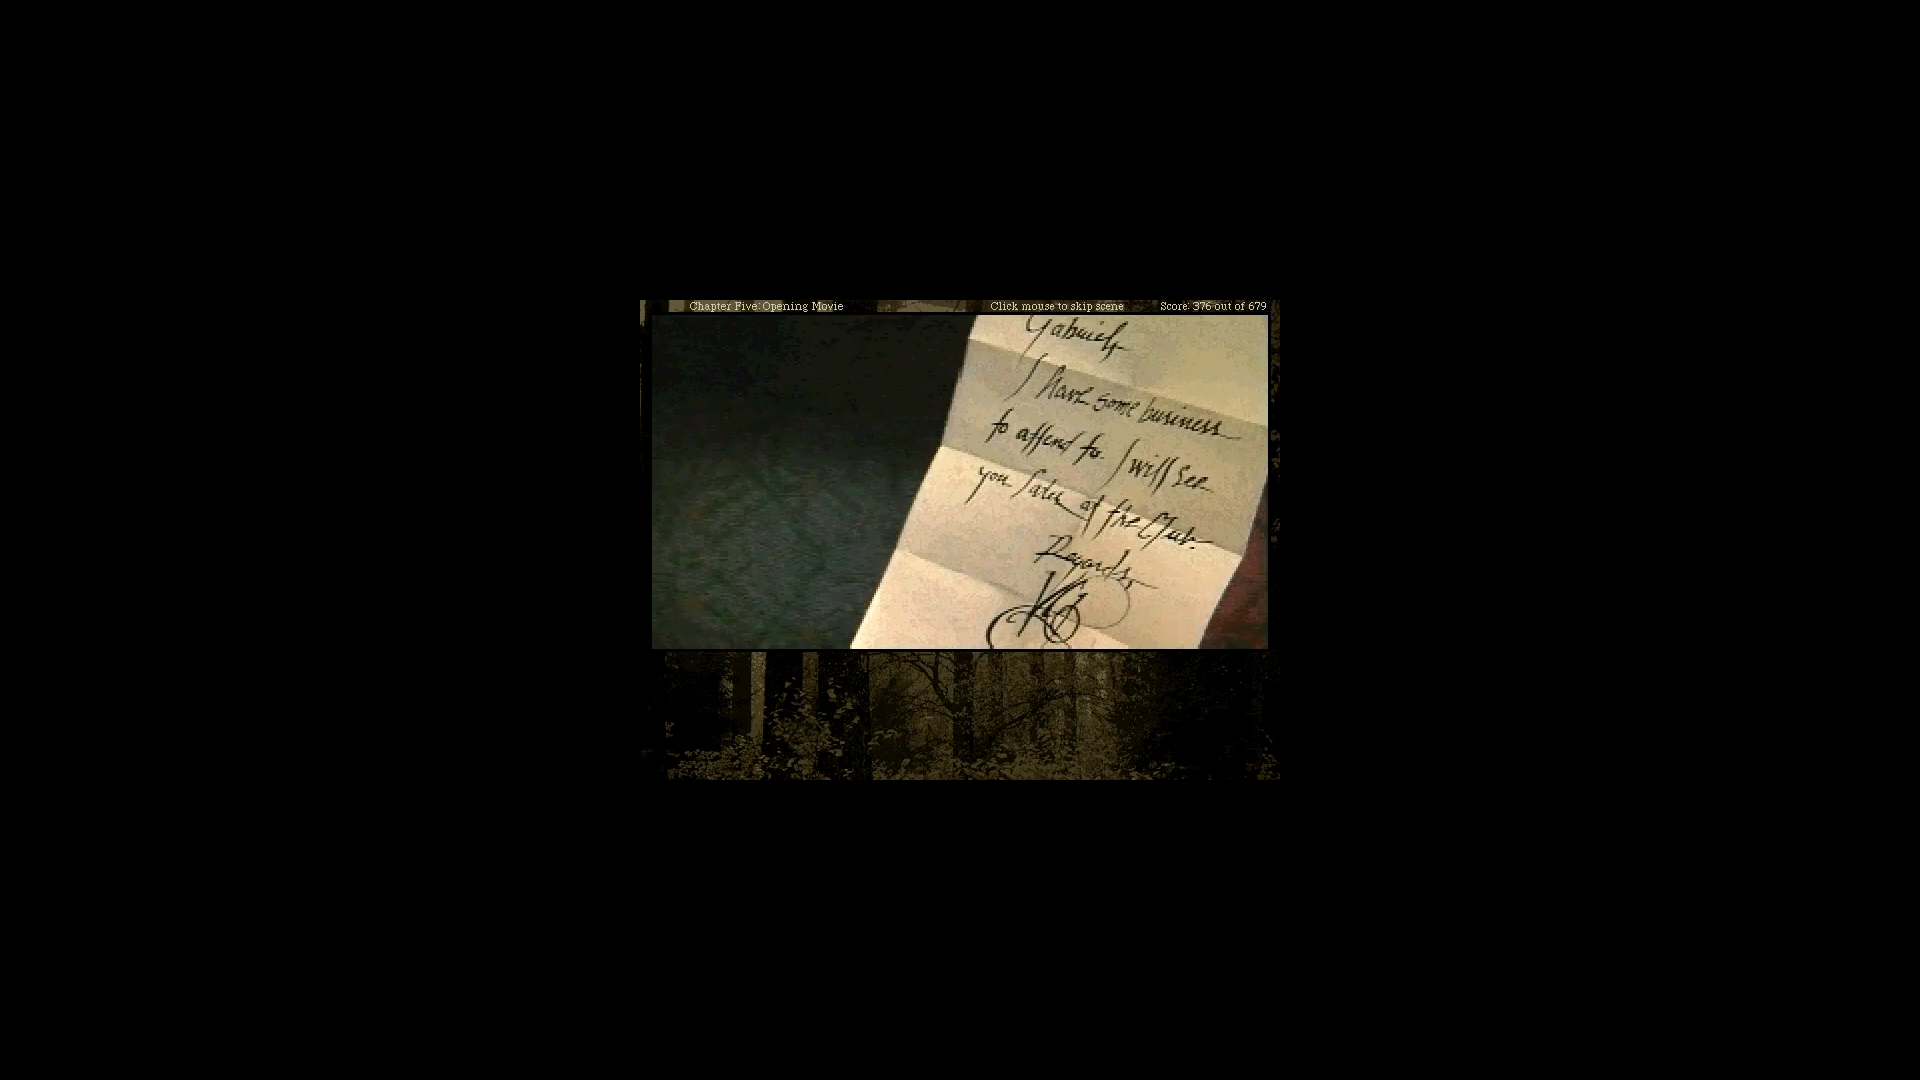 Chapter Five: Opening Movie Click mouse to skip scene Score: 376 out of 679
Gabriel,
I have some business
to attend to. I will see
you later at the Club.
Regards,